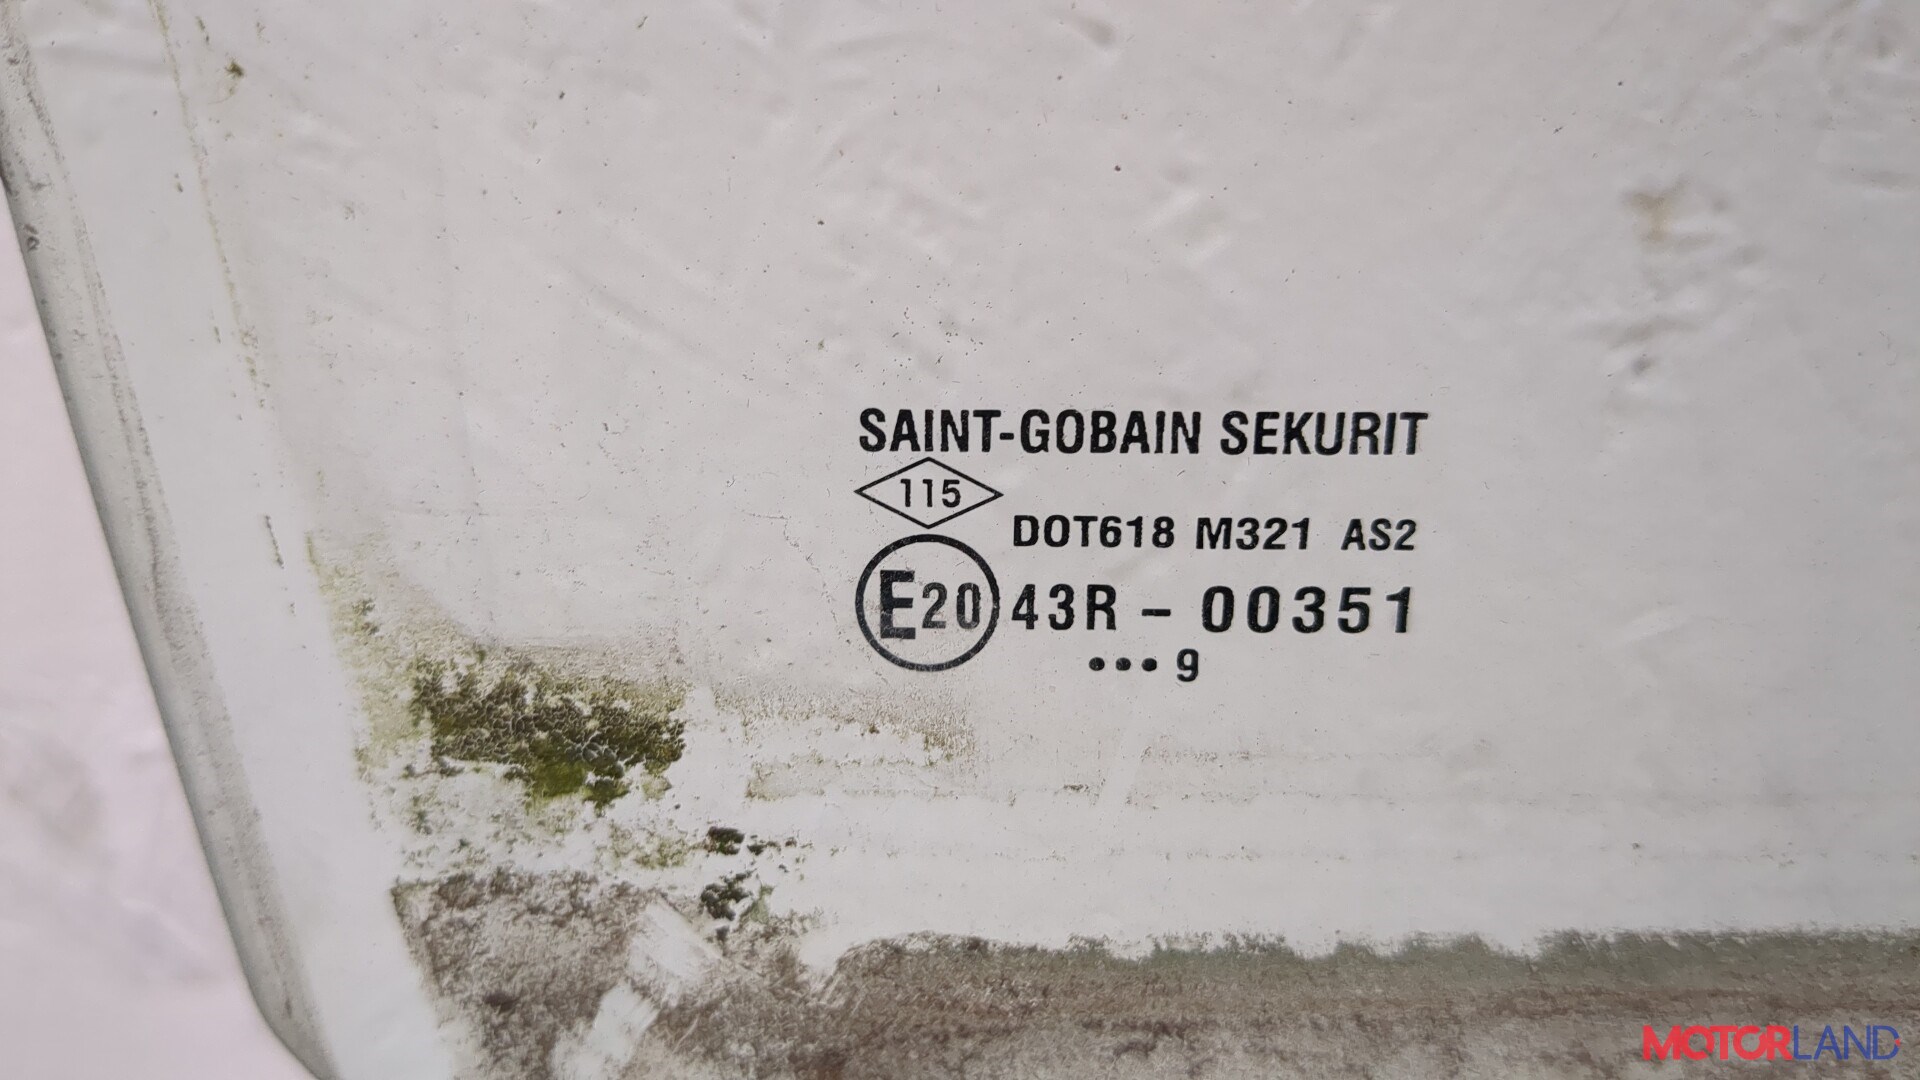 SAINT-GOBAIN SEKURIT
115
DOT618 M321 AS2
E20 43R - 00351
••• 9
MOTORLAND